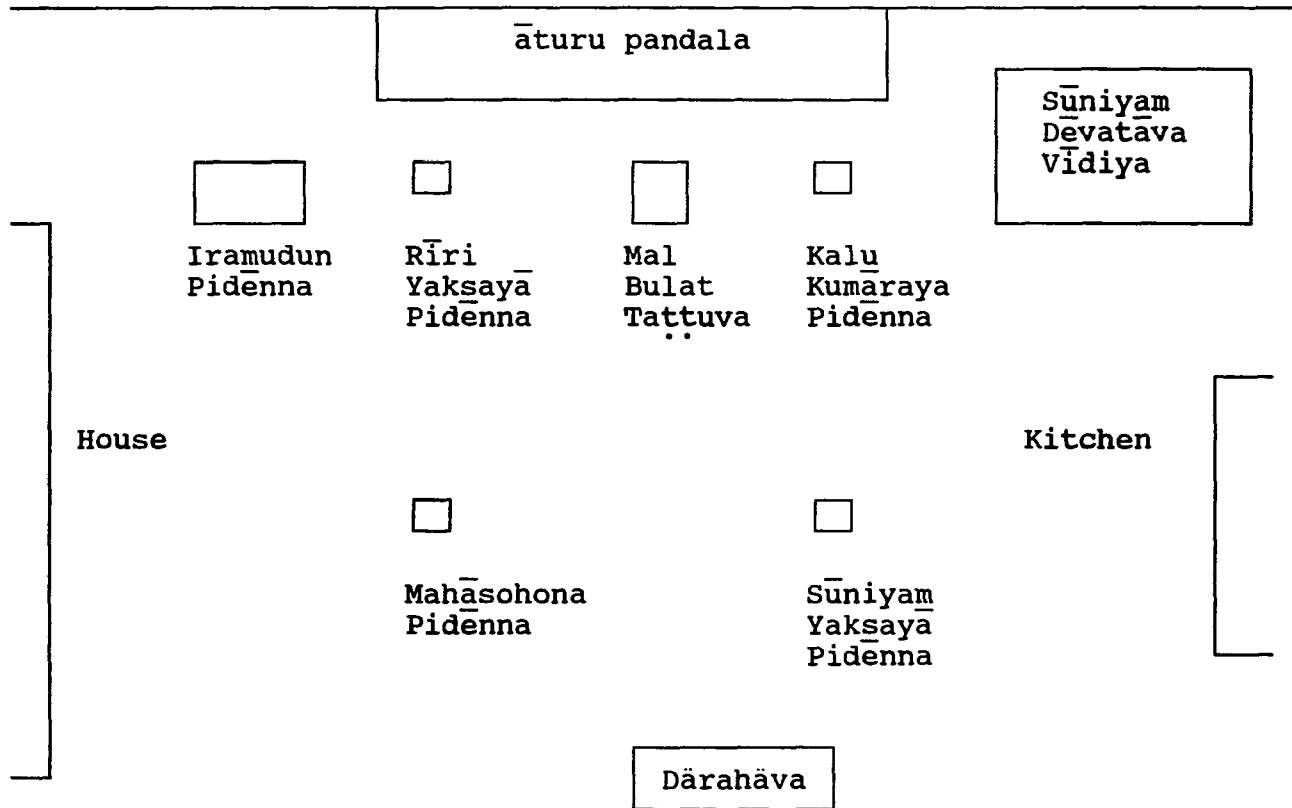 āturu pandala
Sūniyam
Dēvatāva
Vīdiya
Iramudun
Pidēnna
Rīri
Yaksayā
Pidēnna
Mal
Bulat
Taṭṭuva
Kalu
Kumāraya
Pidēnna
House
Kitchen
Mahāsohona
Pidēnna
Sūniyam
Yaksayā
Pidēnna
Därahäva